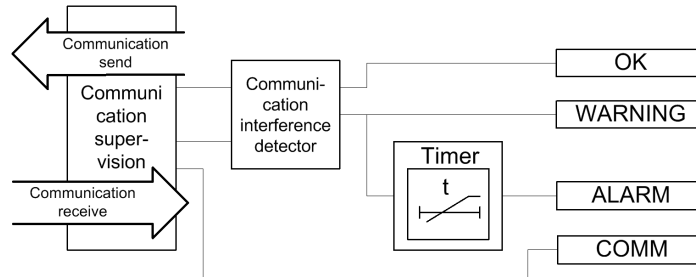 Communication
send
Communi
cation
super-
vision
Communication
receive
Communi-
cation
interference
detector
Timer
t
OK
WARNING
ALARM
COMM